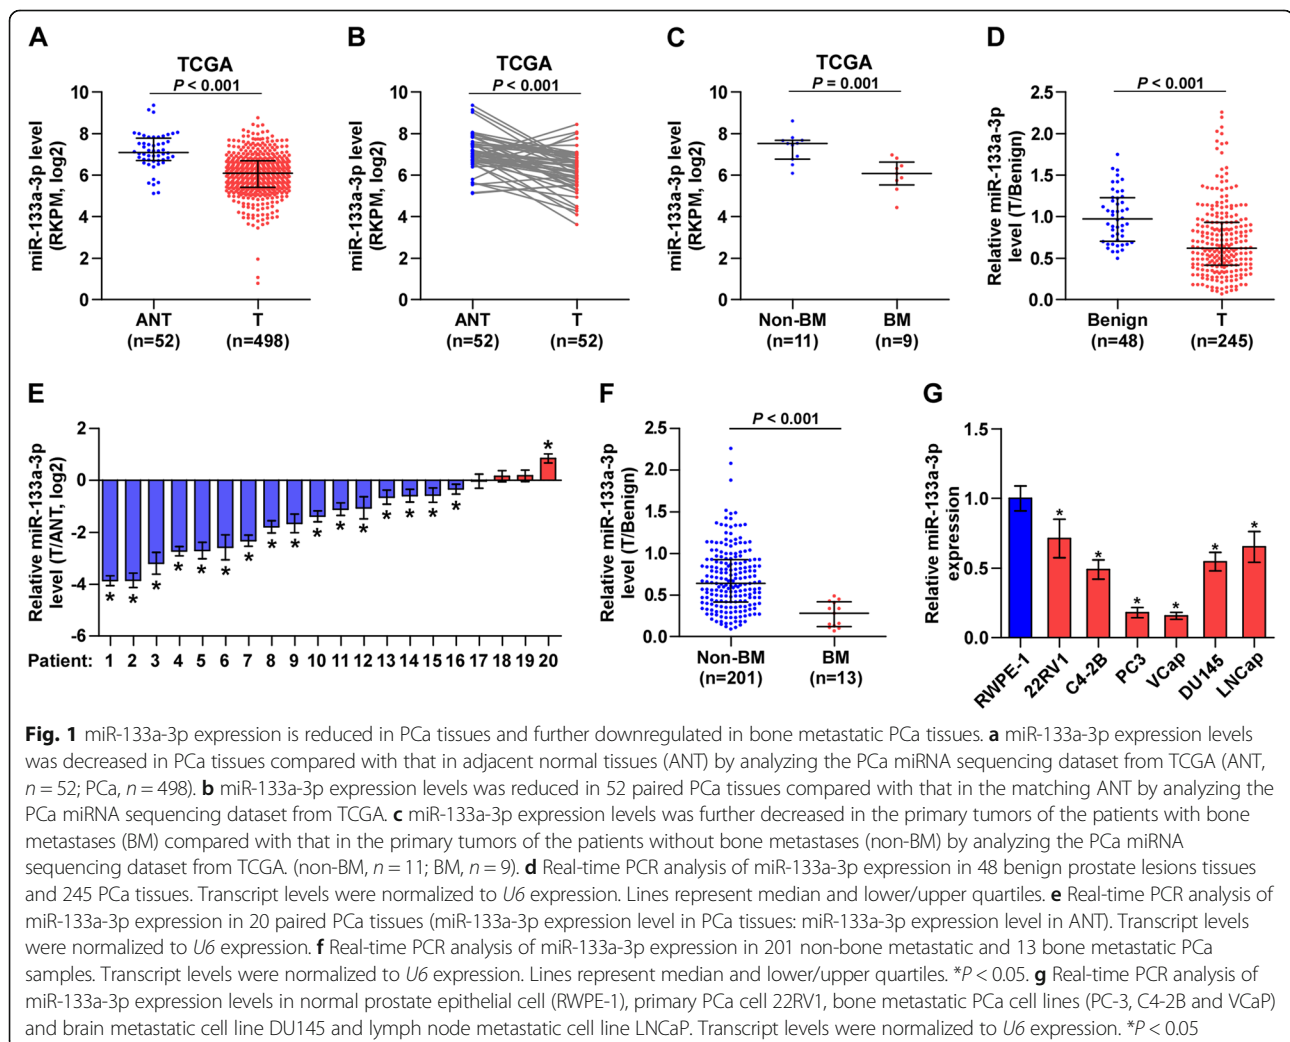 A
TCGA
P < 0.001
miR-133a-3p level
(RKPM, log2)
10
8
6
4
2
0
ANT
(n=52)
T
(n=498)
B
TCGA
P < 0.001
miR-133a-3p level
(RKPM, log2)
10
8
6
4
2
0
ANT
(n=52)
T
(n=52)
C
TCGA
P = 0.001
miR-133a-3p level
(RKPM, log2)
10
8
6
4
2
0
Non-BM
(n=11)
BM
(n=9)
D
P < 0.001
Relative miR-133a-3p
level (T/Benign)
2.5
2.0
1.5
1.0
0.5
0.0
Benign
(n=48)
T
(n=245)
E
Relative miR-133a-3p
level (T/ANT, log2)
2
0
-2
-4
-6
* * * * * * * * * * * * * * * * *
Patient: 1 2 3 4 5 6 7 8 9 10 11 12 13 14 15 16 17 18 19 20
F
P < 0.001
Relative miR-133a-3p
level (T/Benign)
2.5
2.0
1.5
1.0
0.5
0.0
Non-BM
(n=201)
BM
(n=13)
G
Relative miR-133a-3p
expression
1.5
1.0
0.5
0.0
* * * * * *
RWPE-1
22RV1
C4-2B
PC3
VCap
DU145
LNCap
Fig. 1 miR-133a-3p expression is reduced in PCa tissues and further downregulated in bone metastatic PCa tissues. a miR-133a-3p expression levels
was decreased in PCa tissues compared with that in adjacent normal tissues (ANT) by analyzing the PCa miRNA sequencing dataset from TCGA (ANT,
n = 52; PCa, n = 498). b miR-133a-3p expression levels was reduced in 52 paired PCa tissues compared with that in the matching ANT by analyzing the
PCa miRNA sequencing dataset from TCGA. c miR-133a-3p expression levels was further decreased in the primary tumors of the patients with bone
metastases (BM) compared with that in the primary tumors of the patients without bone metastases (non-BM) by analyzing the PCa miRNA
sequencing dataset from TCGA. (non-BM, n = 11; BM, n = 9). d Real-time PCR analysis of miR-133a-3p expression in 48 benign prostate lesions tissues
and 245 PCa tissues. Transcript levels were normalized to U6 expression. Lines represent median and lower/upper quartiles. e Real-time PCR analysis of
miR-133a-3p expression in 20 paired PCa tissues (miR-133a-3p expression level in PCa tissues: miR-133a-3p expression level in ANT). Transcript levels
were normalized to U6 expression. f Real-time PCR analysis of miR-133a-3p expression in 201 non-bone metastatic and 13 bone metastatic PCa
samples. Transcript levels were normalized to U6 expression. Lines represent median and lower/upper quartiles. *P < 0.05. g Real-time PCR analysis of
miR-133a-3p expression levels in normal prostate epithelial cell (RWPE-1), primary PCa cell 22RV1, bone metastatic PCa cell lines (PC-3, C4-2B and VCaP)
and brain metastatic cell line DU145 and lymph node metastatic cell line LNCaP. Transcript levels were normalized to U6 expression. *P < 0.05